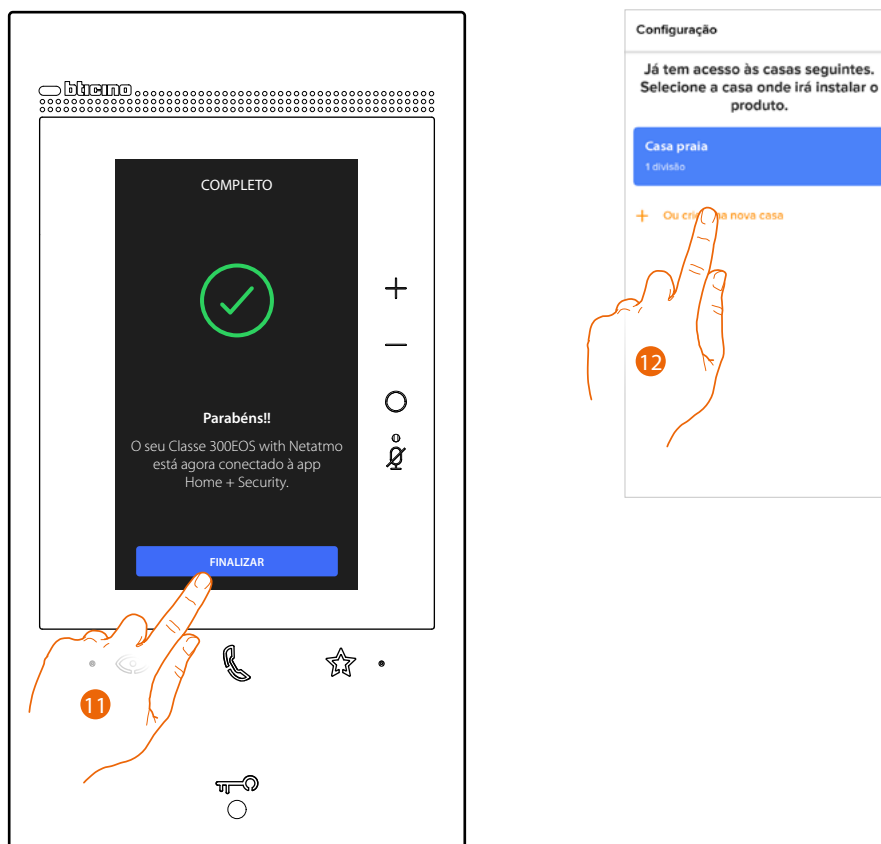 bticino
COMPLETO
Parabéns!!
O seu Classe 300EOS with Netatmo
está agora conectado à app
Home + Security.
FINALIZAR
11
Configuração
Já tem acesso às casas seguintes.
Selecione a casa onde irá instalar o
produto.
Casa praia
1 divisão
+ Ou nova casa
12